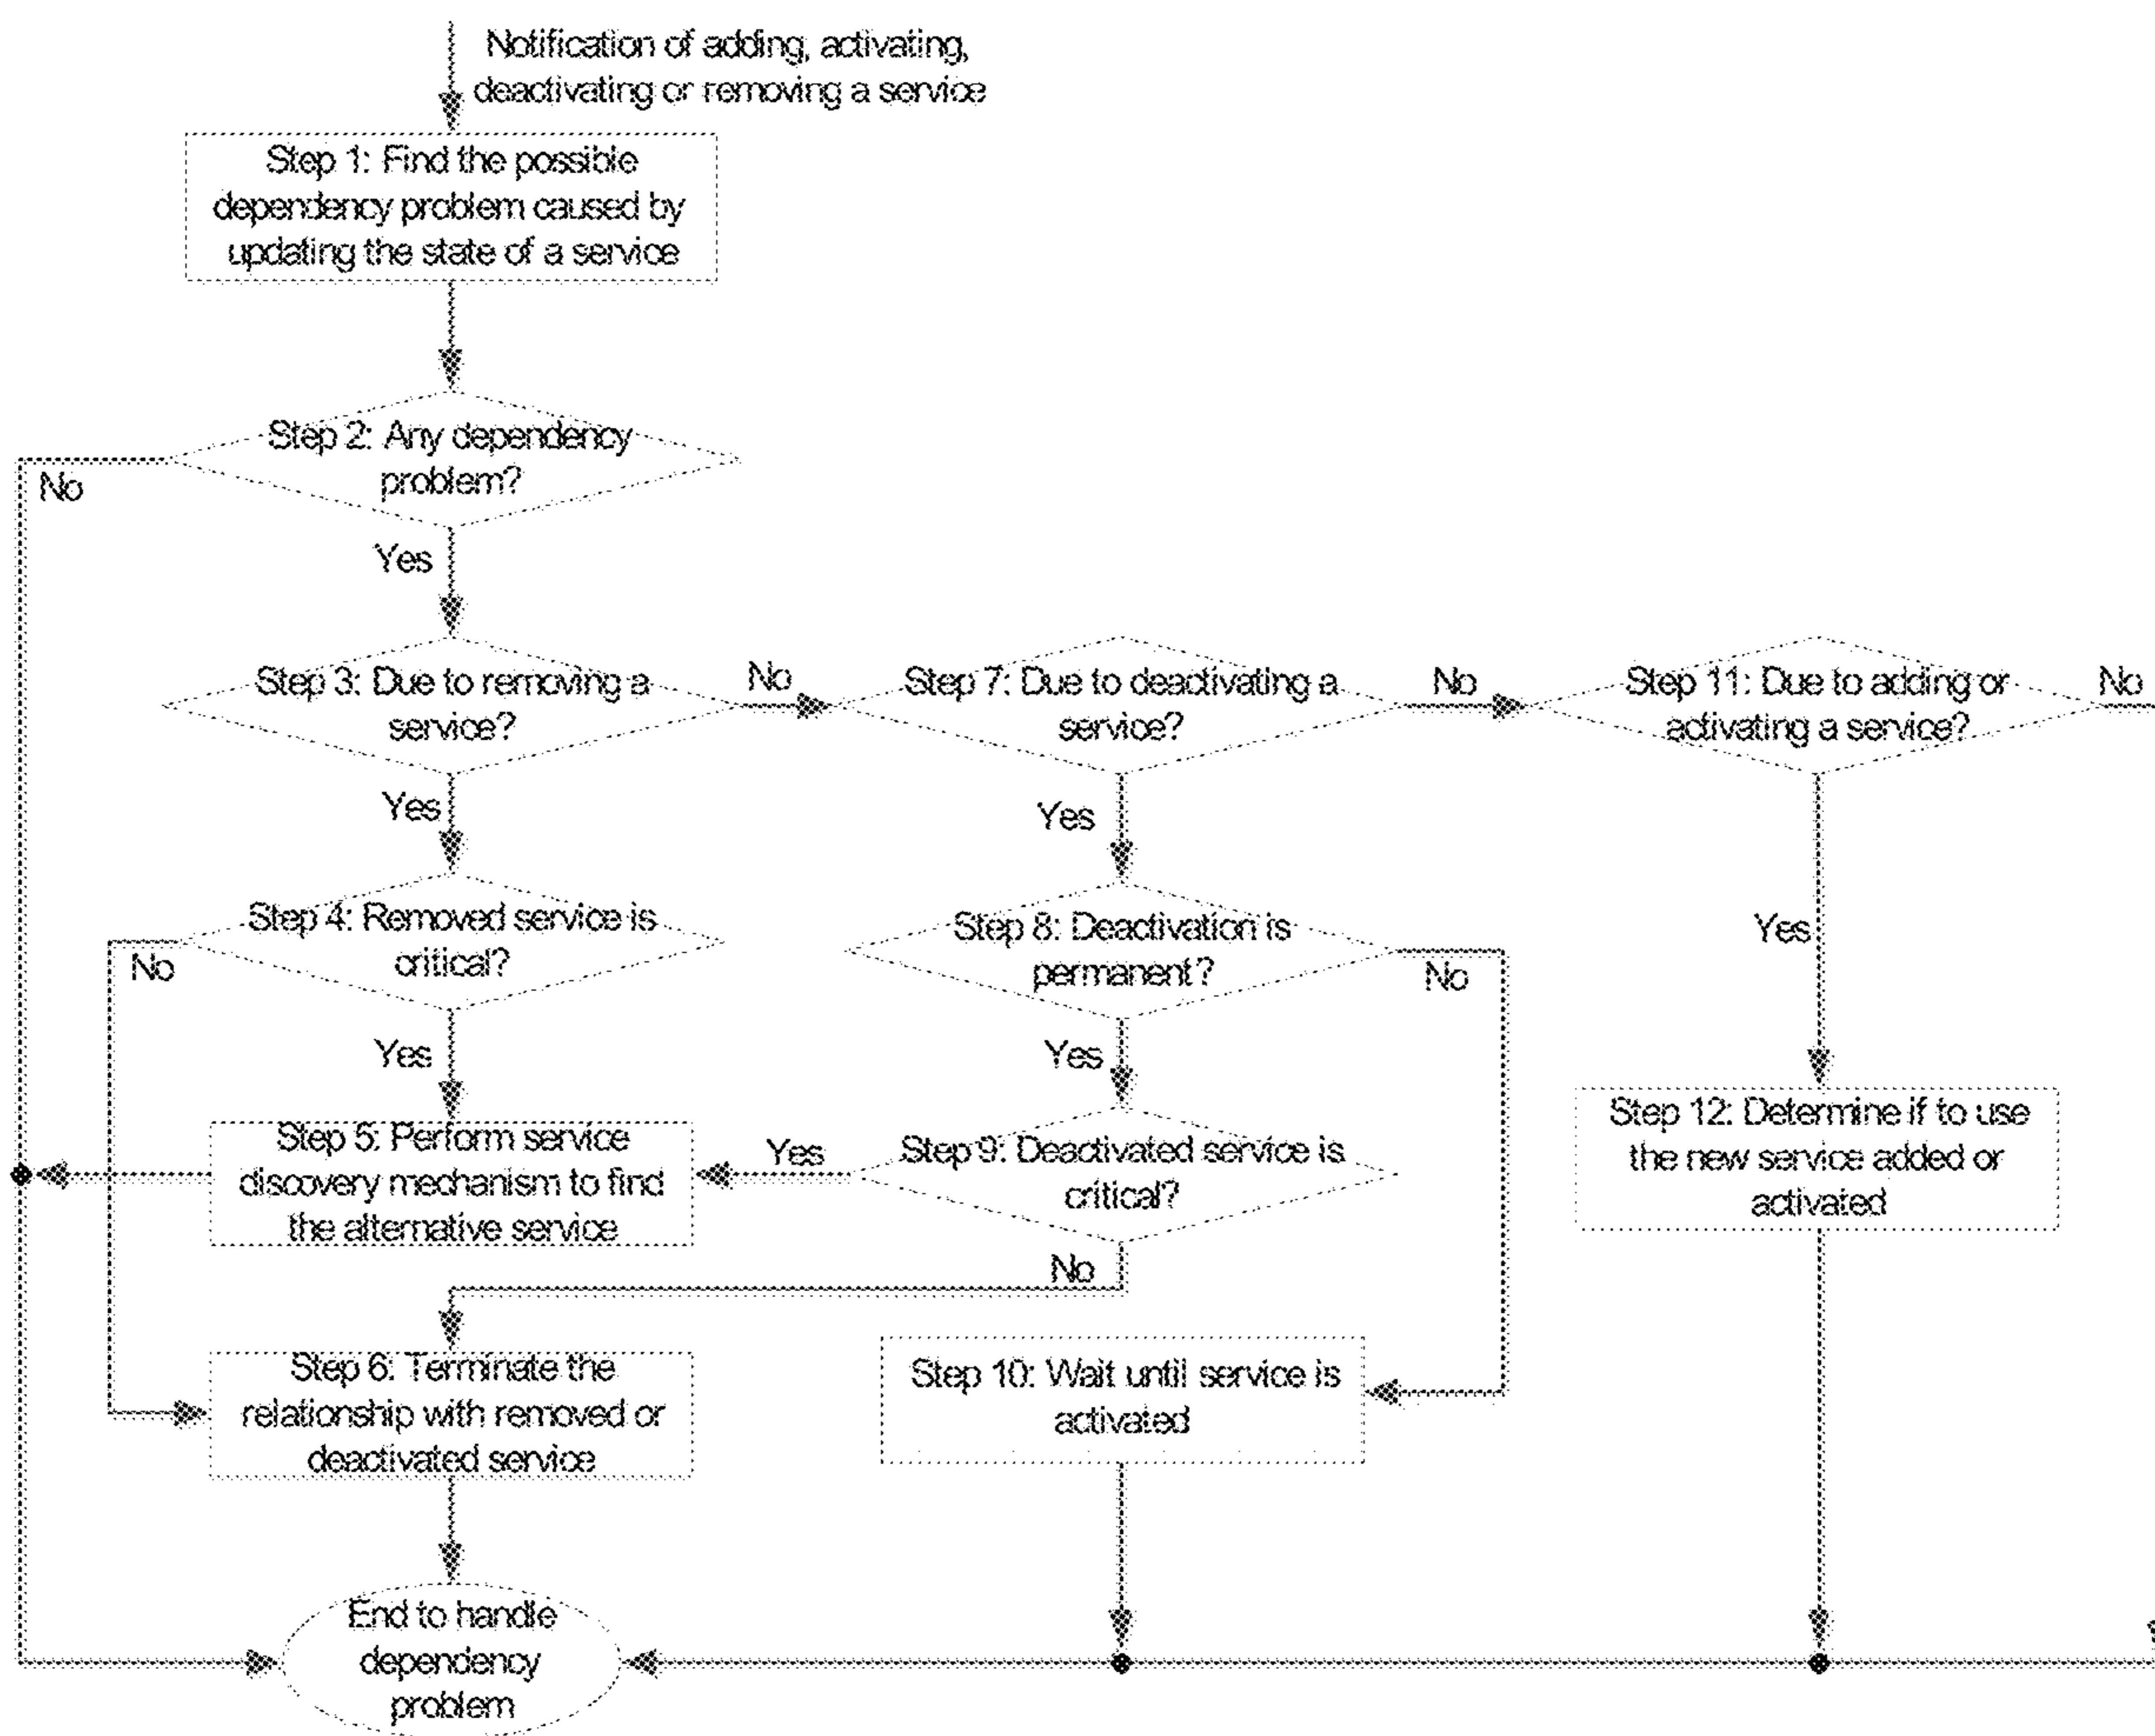 Notification of adding, activating,
deactivating or removing a service
Step 1: Find the possible
dependency problem caused by
updating the state of a service
Step 2: Any dependency
problem?
No
Yes
Step 3: Due to removing a
service?
No
Step 7: Due to deactivating a
service?
No
Step 11: Due to adding or
activating a service?
No
Yes
Yes
Yes
Step 4: Removed service is
critical?
No
Step 8: Deactivation is
permanent?
No
Yes
Yes
Step 5: Perform service
discovery mechanism to find
the alternative service
Yes
Step 9: Deactivated service is
critical?
No
Step 12: Determine if to use
the new service added or
activated
Step 6: Terminate the
relationship with removed or
deactivated service
Step 10: Wait until service is
activated
End to handle
dependency
problem